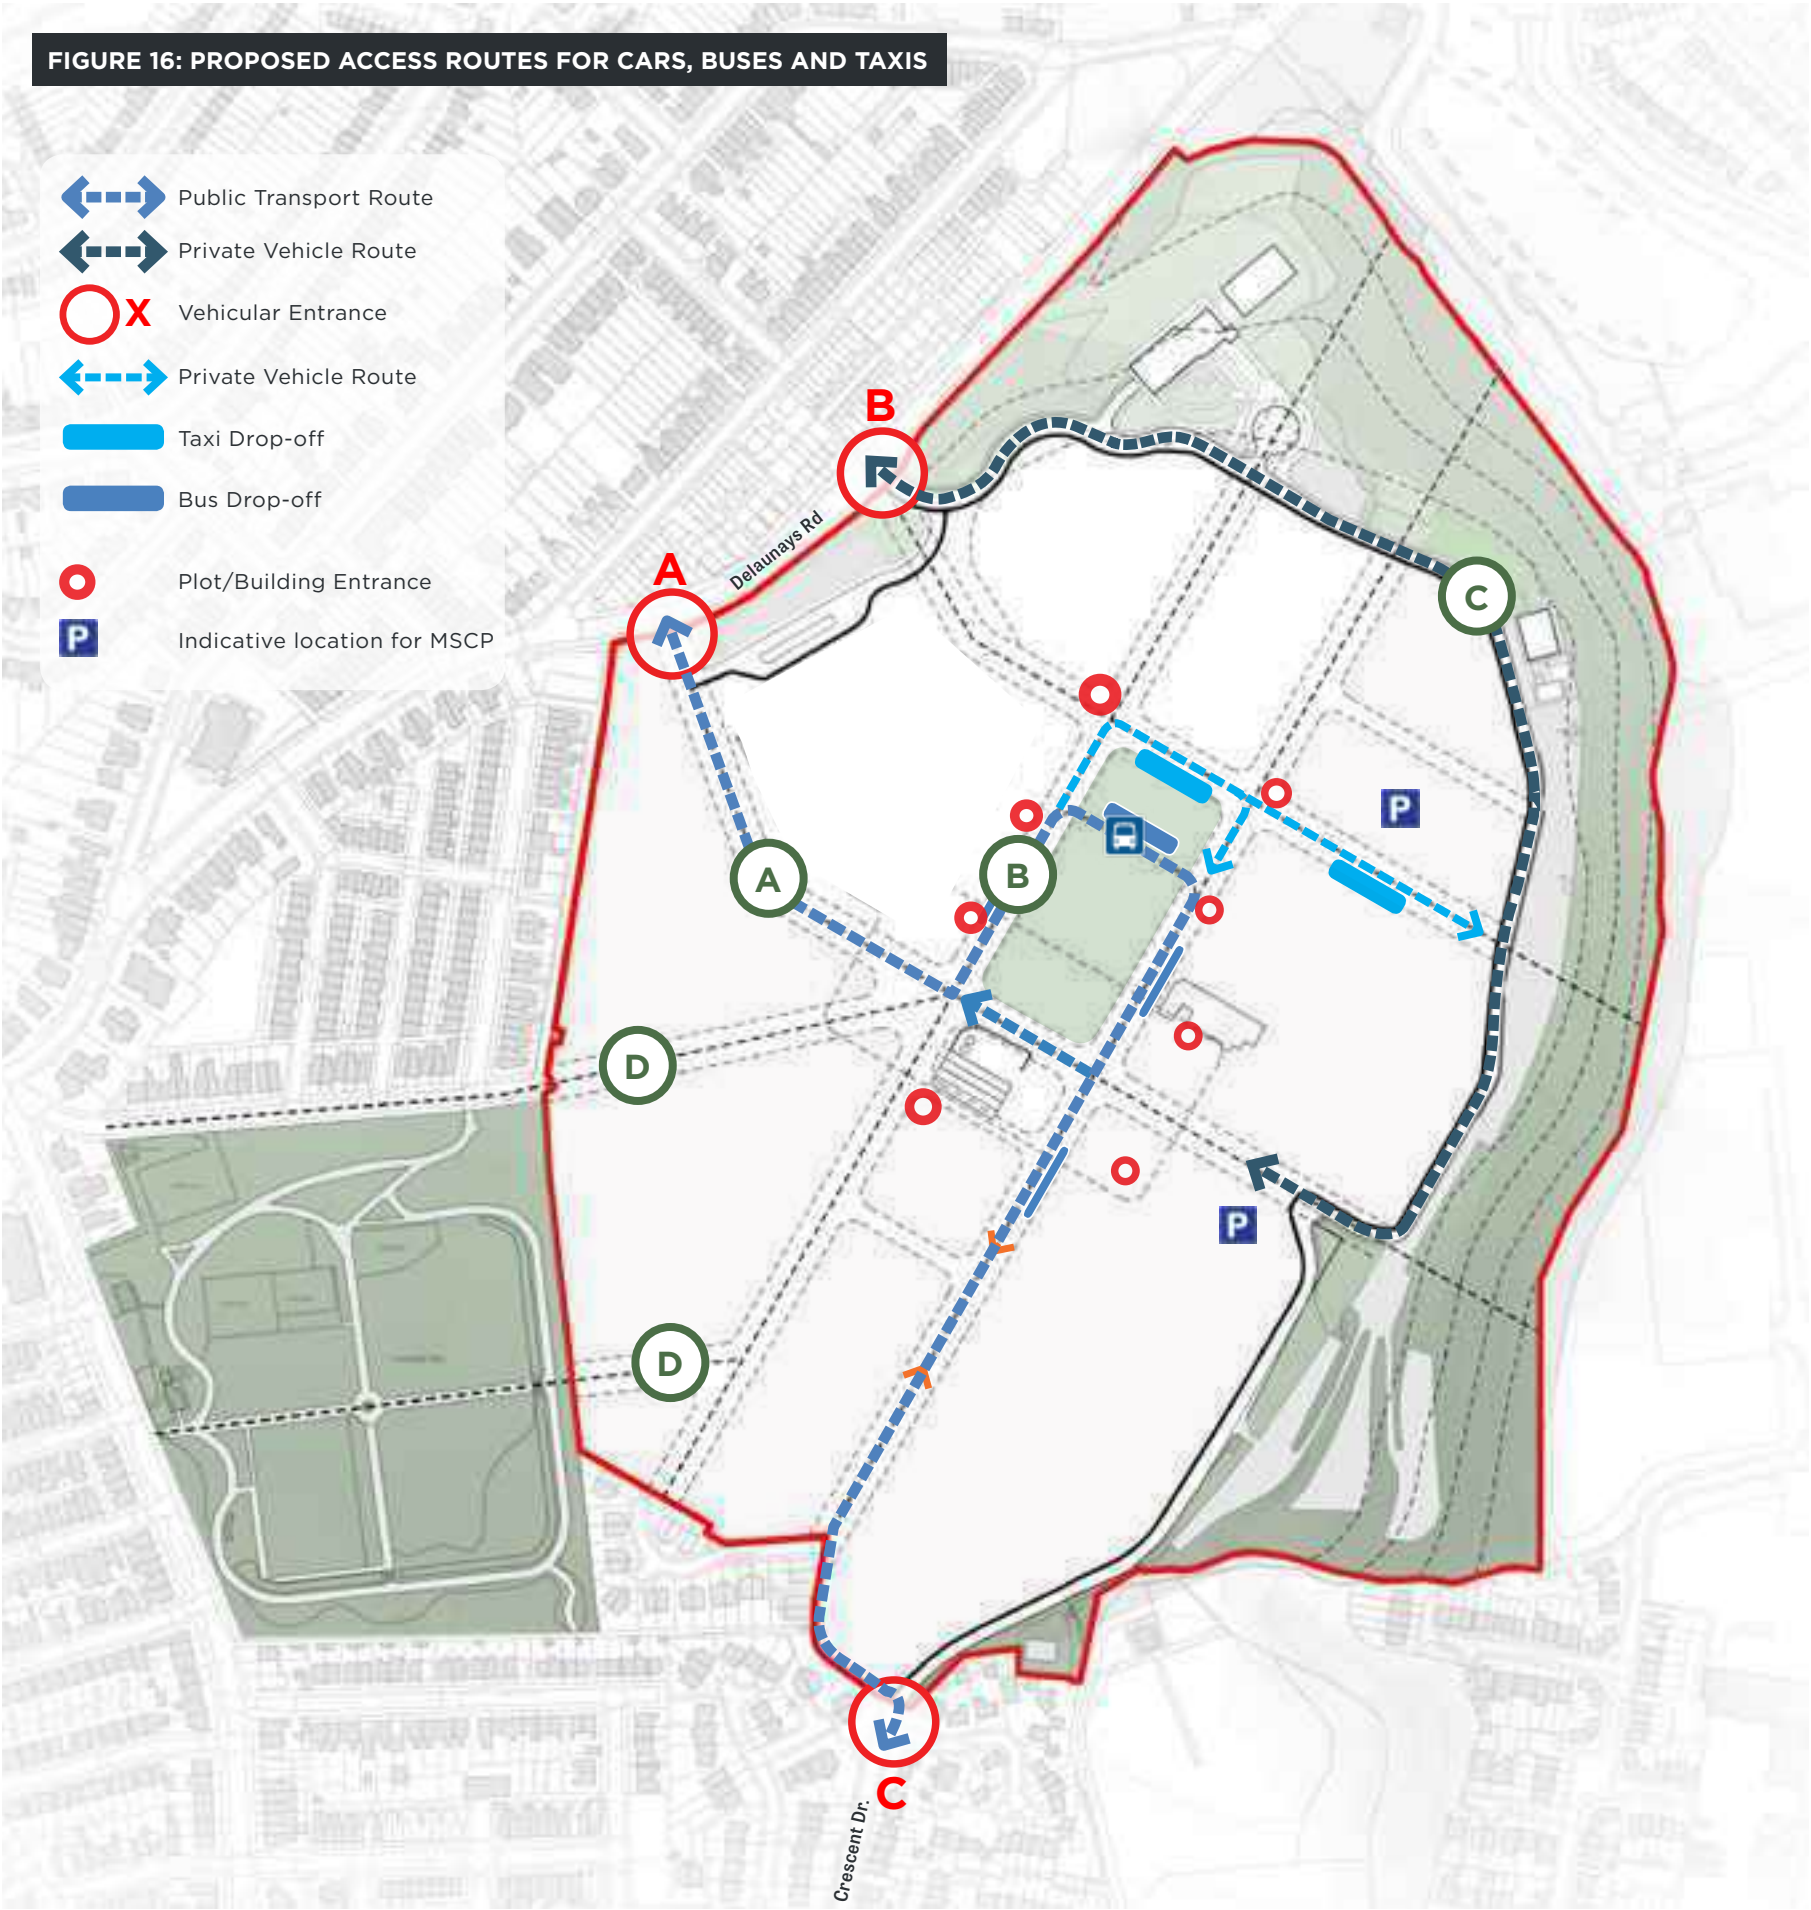 FIGURE 16: PROPOSED ACCESS ROUTES FOR CARS, BUSES AND TAXIS
Public Transport Route
Private Vehicle Route
X Vehicular Entrance
Private Vehicle Route
Taxi Drop-off
Bus Drop-off
Plot/Building Entrance
P Indicative location for MSCP
B
A
Delaunays Rd
C
P
A
B
D
P
D
C
Crescent Dr.